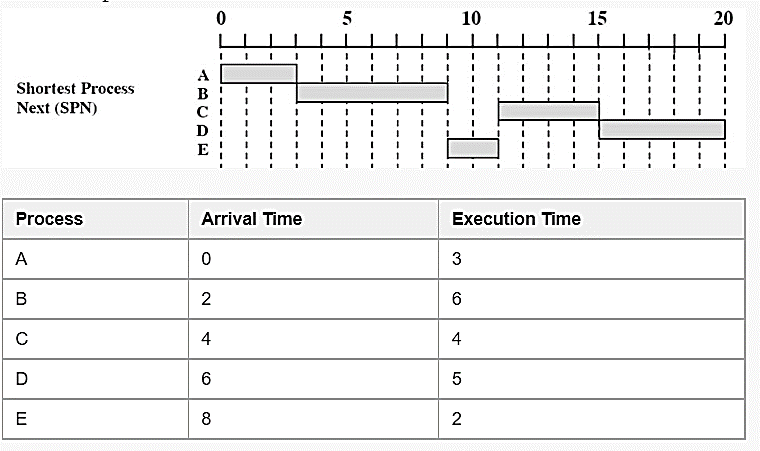 0 5 10 15 20
Shortest Process
Next (SPN)
A
B
C
D
E
Process Arrival Time Execution Time
A 0 3
B 2 6
C 4 4
D 6 5
E 8 2